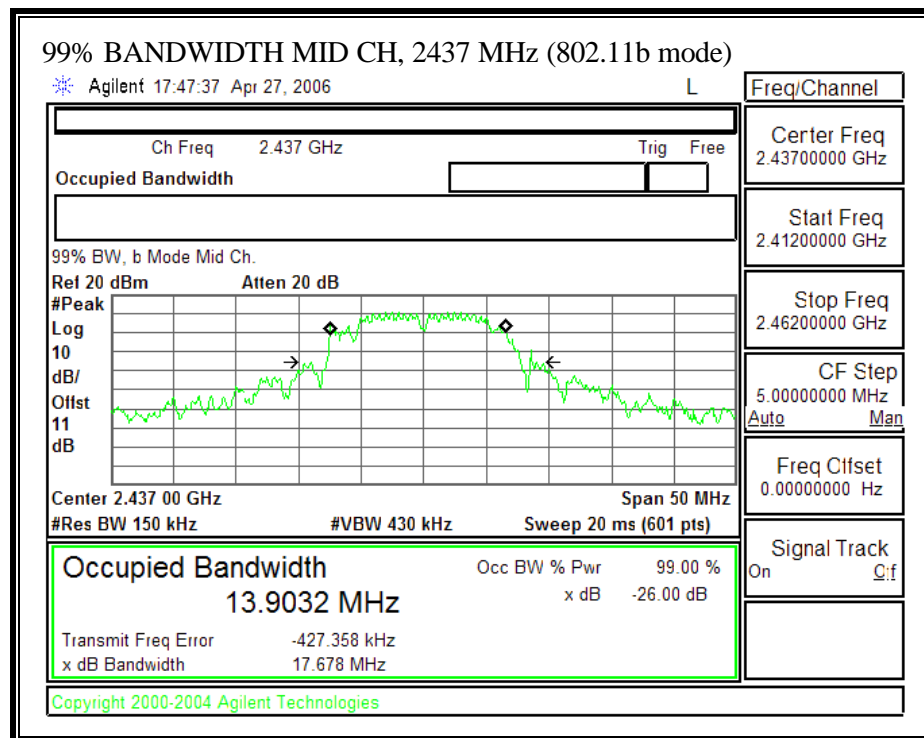 99% BANDWIDTH MID CH, 2437 MHz (802.11b mode)
Agilent 17:47:37 Apr 27, 2006 L
Freq/Channel
Ch Freq 2.437 GHz Trig Free
Occupied Bandwidth
Center Freq
2.43700000 GHz
Start Freq
2.41200000 GHz
99% BW, b Mode Mid Ch.
Ref 20 dBm Atten 20 dB
#Peak
Log
10
dB/
Offst
11
dB
Stop Freq
2.46200000 GHz
CF Step
5.00000000 MHz
Auto Man
Freq Offset
0.00000000 Hz
Center 2.437 00 GHz Span 50 MHz
#Res BW 150 kHz #VBW 430 kHz Sweep 20 ms (601 pts)
Signal Track
On Off
Occupied Bandwidth
13.9032 MHz
Occ BW % Pwr 99.00 %
x dB -26.00 dB
Transmit Freq Error -427.358 kHz
x dB Bandwidth 17.678 MHz
Copyright 2000-2004 Agilent Technologies